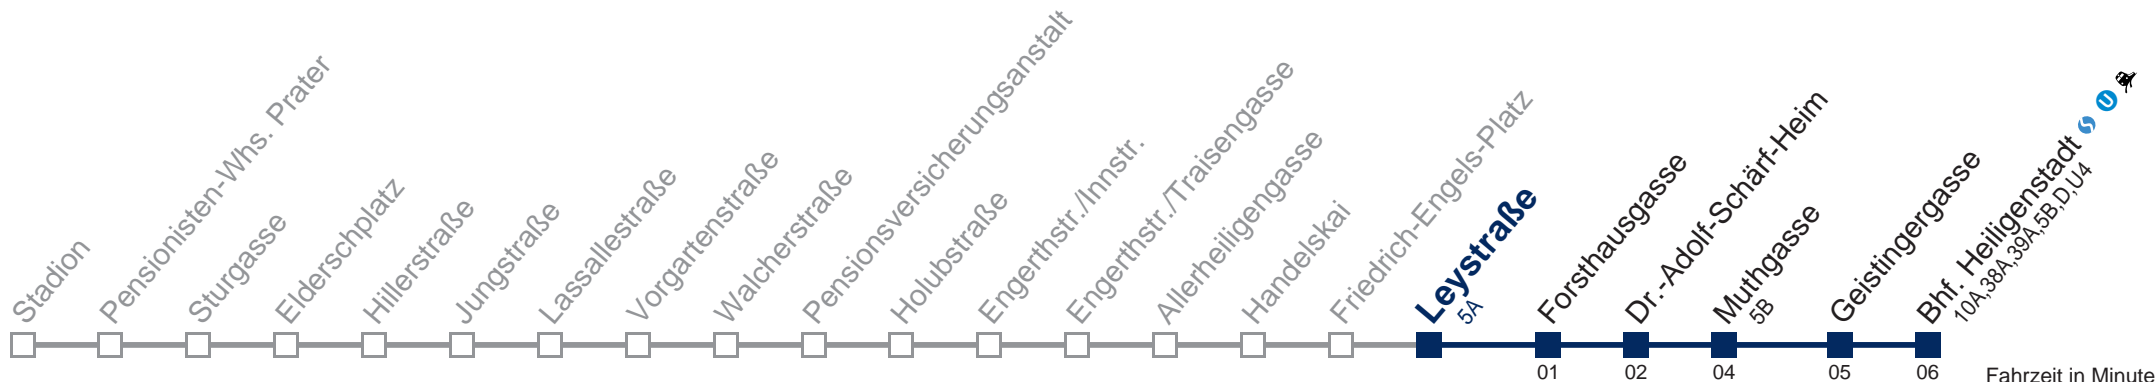 Stadion
Pensionisten-Whs. Prater
Sturgasse
Elderschplatz
Hillerstraße
Jungstraße
Lassallestraße
Vorgartenstraße
Walcherstraße
Pensionsversicherungsanstalt
Holubstraße
Engerthstr./Innstr.
Engerthstr./Traisengasse
Allerheiligengasse
Handelskai
Friedrich-Engels-Platz
Leystraße
5A
Forsthausgasse
Dr.-Adolf-Schärf-Heim
Muthgasse
5B
Geistingergasse
Bhf. Heiligenstadt S U
10A,38A,39A,5B,D,U4
01 02 04 05 06 Fahrzeit in Minute